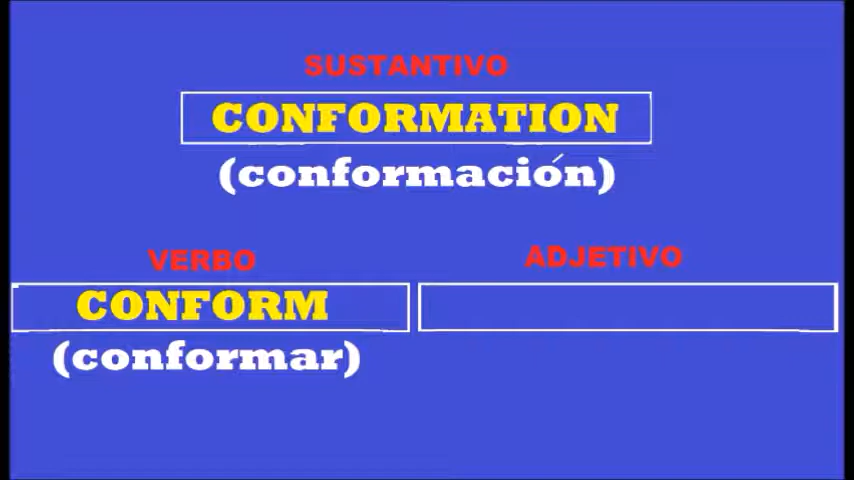 SUSTANTIVO
CONFORMATION
(conformación)
VERBO
ADJETIVO
CONFORM
(conformar)